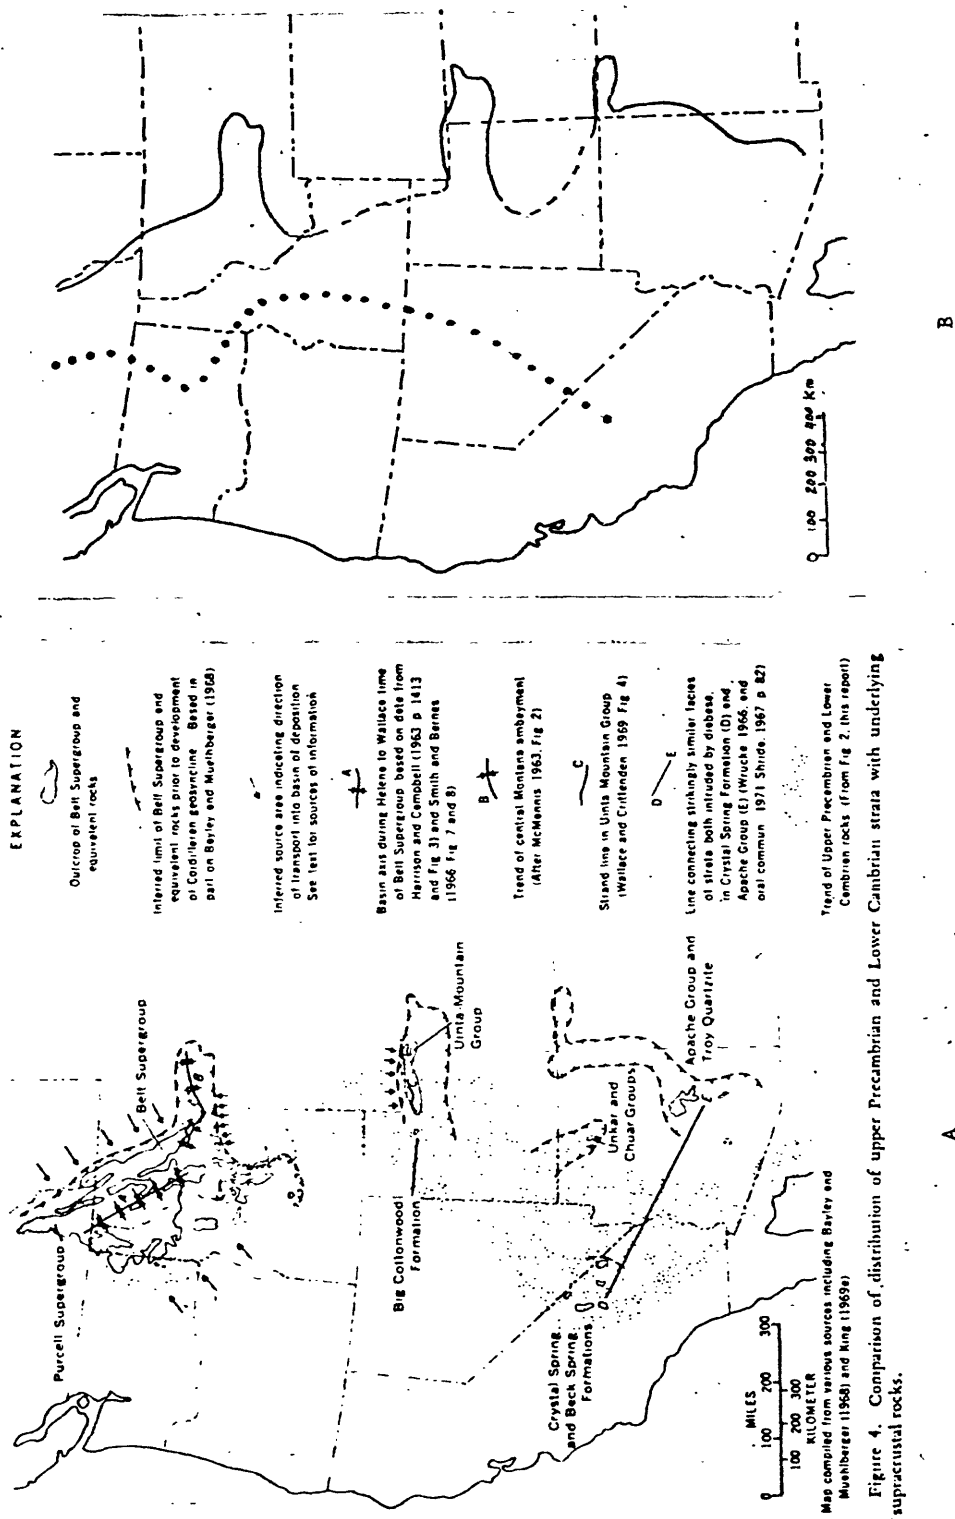 EXPLANATION
Outcrop of Belt Supergroup and
equivalent rocks
Inferred limit of Belt Supergroup and
equivalent rocks prior to development
of Cordilleran geosyncline Based in
part on Bayley and Muehlberger (1968)
Inferred source area indicating direction
of transport into basin of deposition
See text for sources of information
A
Basin axis during Helena to Wallace time
of Belt Supergroup based on data from
Harrison and Campbell (1963 p 1413
and Fig 3) and Smith and Barnes
(1966 Fig 7 and 8)
B
Trend of central Montana embayment
(After McMannis 1963, Fig 2)
C
Strand line in Uinta Mountain Group
(Wallace and Crittenden 1969 Fig 4)
D
E
Line connecting strikingly similar facies
of strata both intruded by diabase,
in Crystal Spring Formation (D) and
Apache Group (E) (Wrucke 1966, and
oral commun 1971 Shride, 1967 p 82)
Trend of Upper Precambrian and Lower
Cambrian rocks (from Fig 2, this report)
Purcell Supergroup
Belt Supergroup
A
B
Big Cottonwood
Formation
Uinta Mountain
Group
Unkar and
Chuar Groups
Apache Group and
Troy Quartzite
Crystal Spring
and Beck Spring
Formations
D
E
MILES
0 100 200 300
100 200 300
KILOMETER
Map compiled from various sources including Bayley and
Muehlberger (1968) and King (1969a)
0 100 200 300 400 Km
Figure 4. Comparison of distribution of upper Precambrian and Lower Cambrian strata with underlying
supracrustal rocks.
A
B